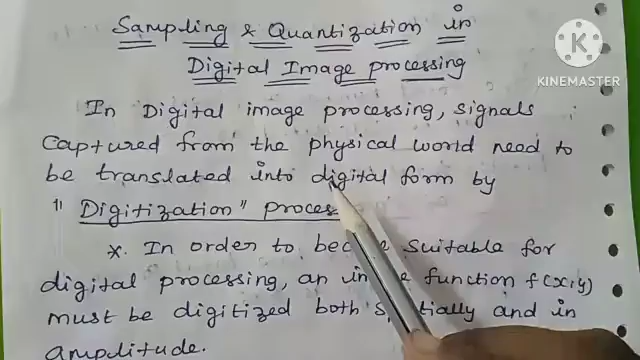 Sampling & Quantization in
Digital Image processing
KINEMASTER
In Digital image processing, signals
captured from the physical world need to
be translated into digital form by
"Digitization" process
*. In order to suitable for
digital processing, an function f(x,y)
must be digitized both and in
amplitude.